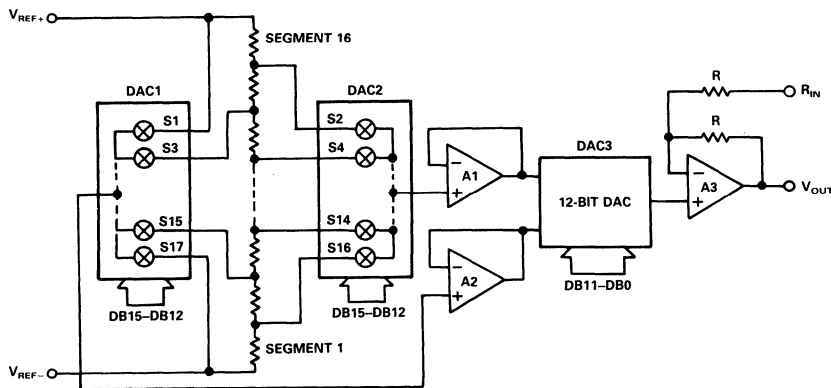 VREF+
SEGMENT 16
R
RIN
DAC1
DAC2
R
S1
S2
S3
S4
DAC3
A1
A3
VOUT
12-BIT DAC
S15
S14
S17
S16
A2
DB15–DB12
DB15–DB12
DB11–DB0
SEGMENT 1
VREF−